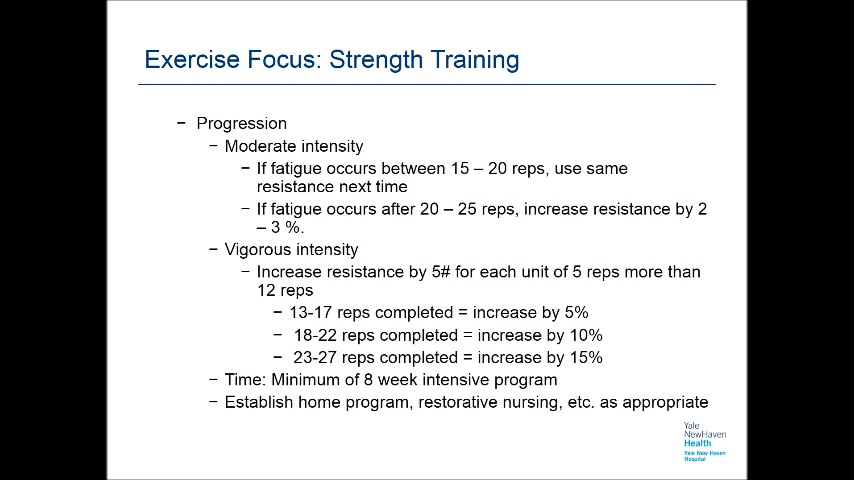 Exercise Focus: Strength Training
− Progression
− Moderate intensity
− If fatigue occurs between 15 – 20 reps, use same
resistance next time
− If fatigue occurs after 20 – 25 reps, increase resistance by 2
– 3 %.
− Vigorous intensity
− Increase resistance by 5# for each unit of 5 reps more than
12 reps
− 13-17 reps completed = increase by 5%
− 18-22 reps completed = increase by 10%
− 23-27 reps completed = increase by 15%
− Time: Minimum of 8 week intensive program
− Establish home program, restorative nursing, etc. as appropriate
Yale
NewHaven
Health
Yale New Haven
Hospital